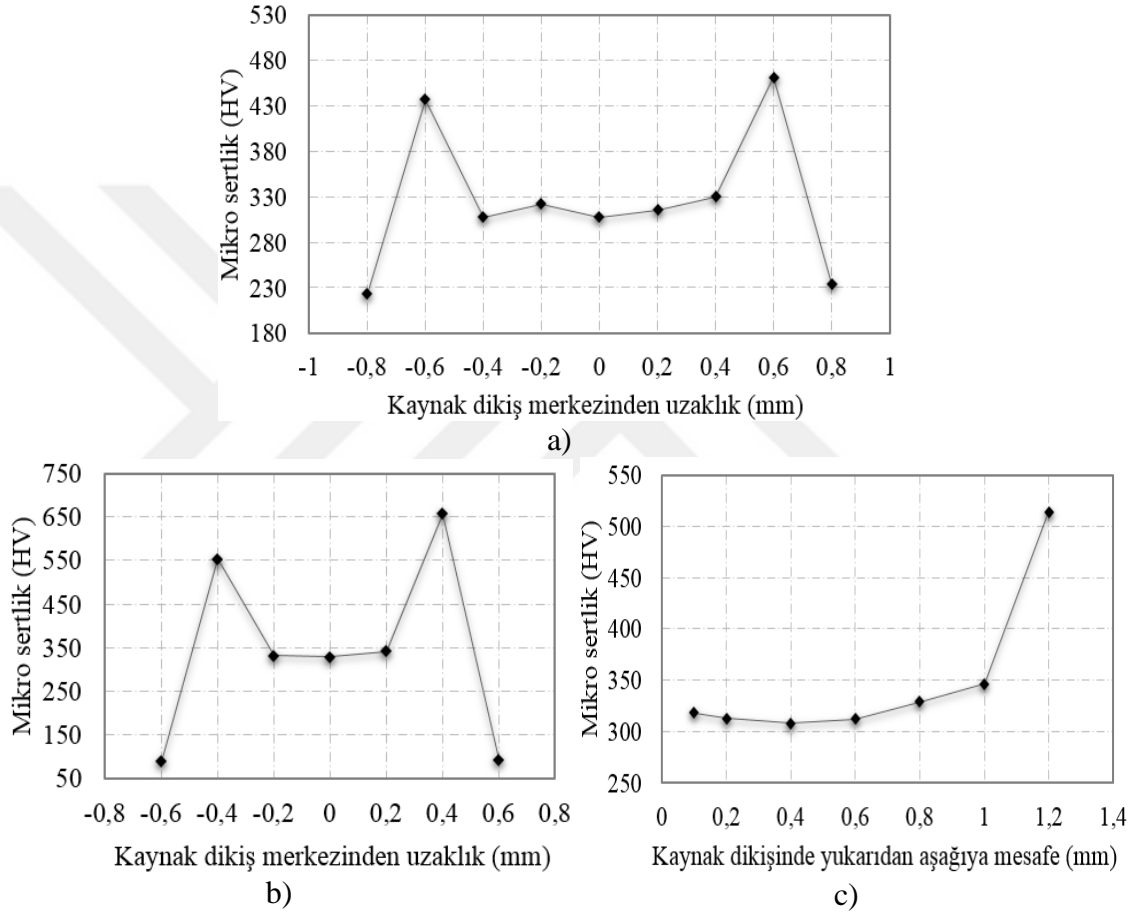 530
480
430
380
330
280
230
180
Mikro sertlik (HV)
-1 -0,8 -0,6 -0,4 -0,2 0 0,2 0,4 0,6 0,8 1
Kaynak dikiş merkezinden uzaklık (mm)
a)
750
650
550
450
350
250
150
50
Mikro sertlik (HV)
-0,8 -0,6 -0,4 -0,2 0 0,2 0,4 0,6 0,8
Kaynak dikiş merkezinden uzaklık (mm)
b)
550
500
450
400
350
300
250
Mikro sertlik (HV)
0 0,2 0,4 0,6 0,8 1 1,2 1,4
Kaynak dikişinde yukarıdan aşağıya mesafe (mm)
c)